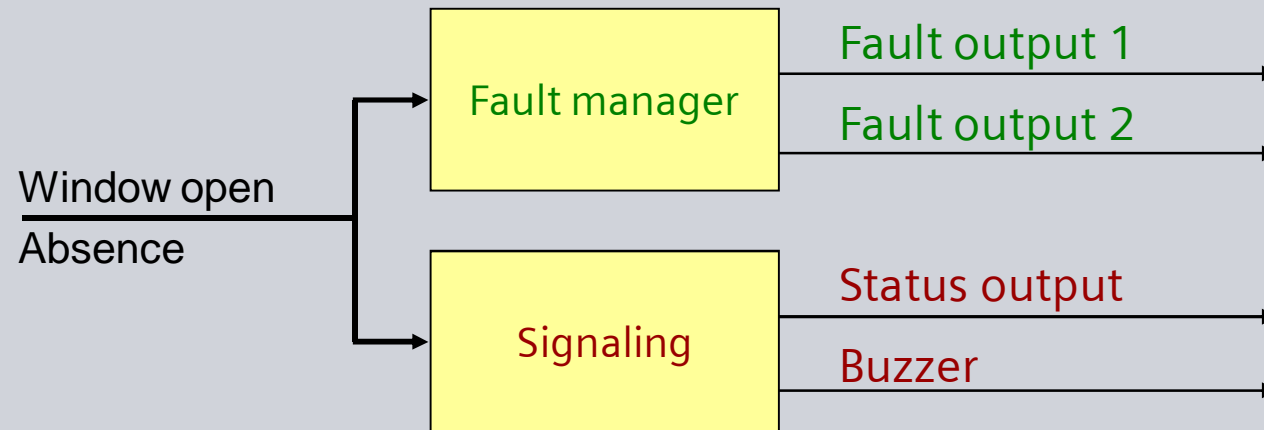 Fault output 1
Fault manager
Fault output 2
Window open
Absence
Status output
Signaling
Buzzer